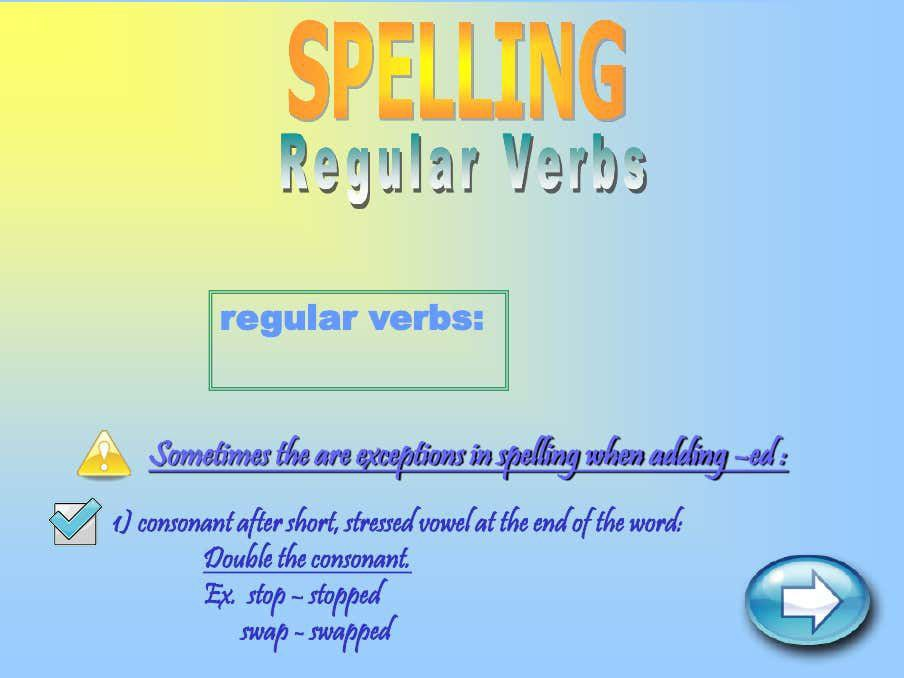 SPELLING
Regular Verbs
regular verbs:
Sometimes the are exceptions in spelling when adding –ed :
1) consonant after short, stressed vowel at the end of the word:
Double the consonant.
Ex. stop – stopped
swap - swapped